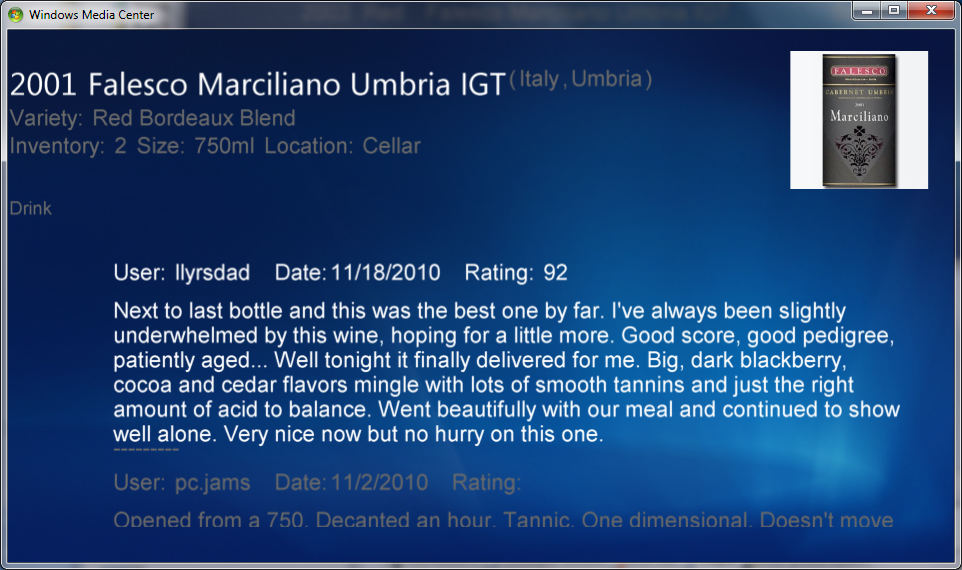 Windows Media Center
2001 Falesco Marciliano Umbria IGT (Italy, Umbria)
Variety: Red Bordeaux Blend
Inventory: 2 Size: 750ml Location: Cellar
FALESCO
CABERNET UMBRIA
2001
Marciliano
Drink
User: llyrsdad Date: 11/18/2010 Rating: 92
Next to last bottle and this was the best one by far. I've always been slightly
underwhelmed by this wine, hoping for a little more. Good score, good pedigree,
patiently aged... Well tonight it finally delivered for me. Big, dark blackberry,
cocoa and cedar flavors mingle with lots of smooth tannins and just the right
amount of acid to balance. Went beautifully with our meal and continued to show
well alone. Very nice now but no hurry on this one.
---------
User: pc.jams Date: 11/2/2010 Rating:
Opened from a 750. Decanted an hour. Tannic. One dimensional. Doesn't move